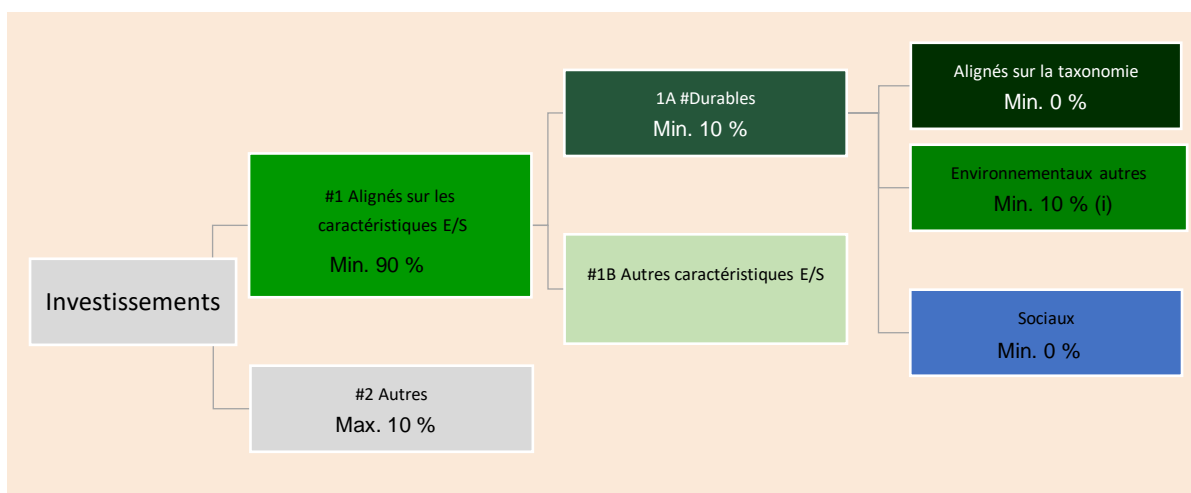 Investissements
#1 Alignés sur les
caractéristiques E/S
Min. 90 %
#2 Autres
Max. 10 %
1A #Durables
Min. 10 %
#1B Autres caractéristiques E/S
Alignés sur la taxonomie
Min. 0 %
Environnementaux autres
Min. 10 % (i)
Sociaux
Min. 0 %